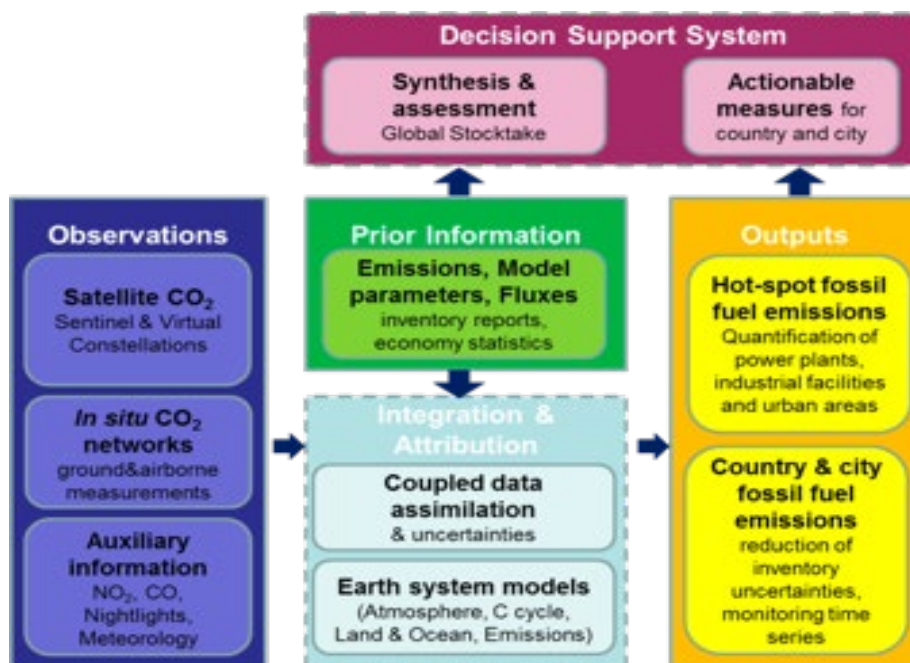 Decision Support System
Synthesis &
assessment
Global Stocktake
Actionable
measures for
country and city
Observations
Satellite CO₂
Sentinel & Virtual
Constellations
In situ CO₂
networks
ground&airborne
measurements
Auxiliary
information
NO₂, CO,
Nightlights,
Meteorology
Prior Information
Emissions, Model
parameters, Fluxes
inventory reports,
economy statistics
Integration &
Attribution
Coupled data
assimilation
& uncertainties
Earth system models
(Atmosphere, C cycle,
Land & Ocean, Emissions)
Outputs
Hot-spot fossil
fuel emissions
Quantification of
power plants,
industrial facilities
and urban areas
Country & city
fossil fuel
emissions
reduction of
inventory
uncertainties,
monitoring time
series